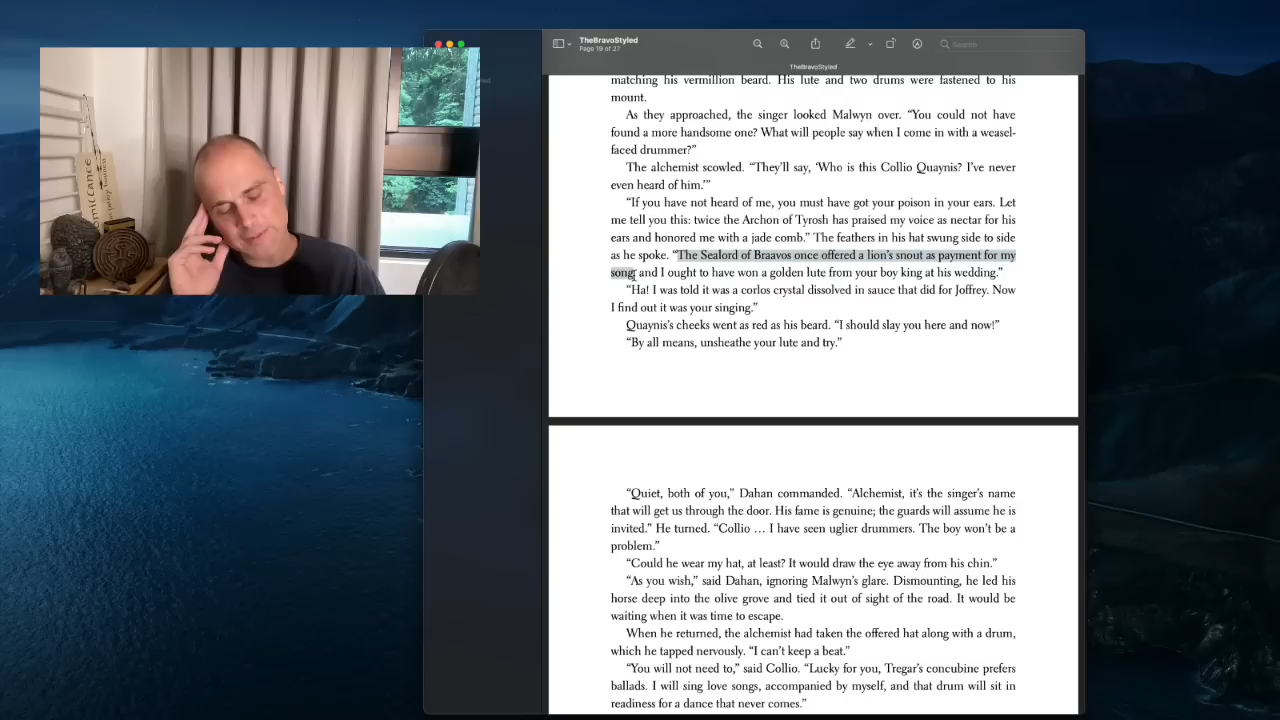 TheBravoStyled
Page 19 of 27
Search
TheBravoStyled
matching his vermillion beard. His lute and two drums were fastened to his
mount.
As they approached, the singer looked Malwyn over. “You could not have
found a more handsome one? What will people say when I come in with a weasel-
faced drummer?”
The alchemist scowled. “They’ll say, ‘Who is this Collio Quaynis? I’ve never
even heard of him.’”
“If you have not heard of me, you must have got your poison in your ears. Let
me tell you this: twice the Archon of Tyrosh has praised my voice as nectar for his
ears and honored me with a jade comb.” The feathers in his hat swung side to side
as he spoke. “The Sealord of Braavos once offered a lion’s snout as payment for my
song, and I ought to have won a golden lute from your boy king at his wedding.”
“Ha! I was told it was a corlos crystal dissolved in sauce that did for Joffrey. Now
I find out it was your singing.”
Quaynis’s cheeks went as red as his beard. “I should slay you here and now!”
“By all means, unsheathe your lute and try.”
“Quiet, both of you,” Dahan commanded. “Alchemist, it’s the singer’s name
that will get us through the door. His fame is genuine; the guards will assume he is
invited.” He turned. “Collio … I have seen uglier drummers. The boy won’t be a
problem.”
“Could he wear my hat, at least? It would draw the eye away from his chin.”
“As you wish,” said Dahan, ignoring Malwyn’s glare. Dismounting, he led his
horse deep into the olive grove and tied it out of sight of the road. It would be
waiting when it was time to escape.
When he returned, the alchemist had taken the offered hat along with a drum,
which he tapped nervously. “I can’t keep a beat.”
“You will not need to,” said Collio. “Lucky for you, Tregar’s concubine prefers
ballads. I will sing love songs, accompanied by myself, and that drum will sit in
readiness for a dance that never comes.”